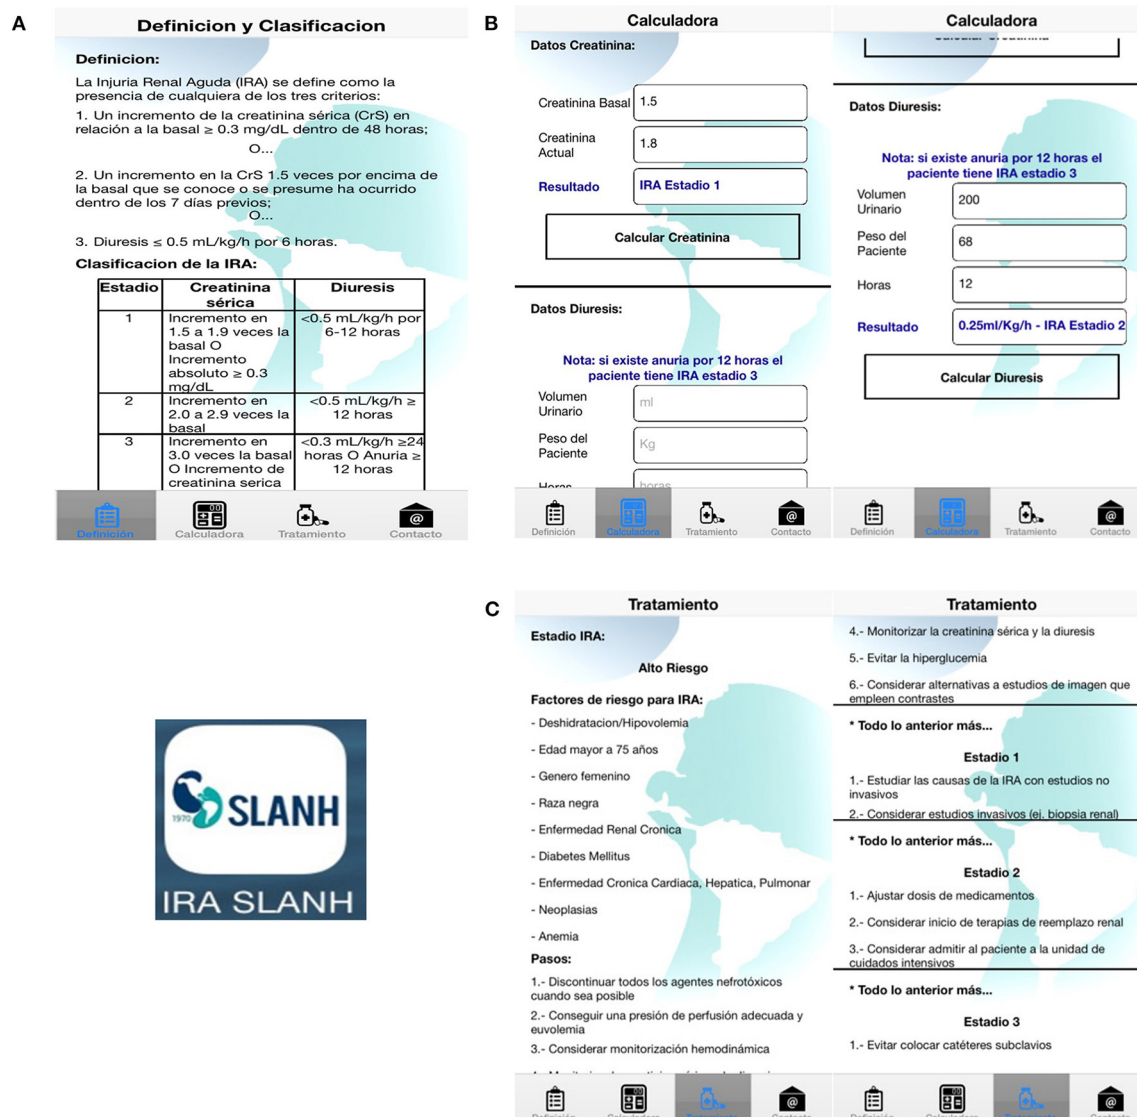 A
Definicion y Clasificacion
Definicion:
La Injuria Renal Aguda (IRA) se define como la
presencia de cualquiera de los tres criterios:
1. Un incremento de la creatinina sérica (CrS) en
relación a la basal ≥ 0.3 mg/dL dentro de 48 horas;
O...
2. Un incremento en la CrS 1.5 veces por encima de
la basal que se conoce o se presume ha ocurrido
dentro de los 7 días previos;
O...
3. Diuresis ≤ 0.5 mL/kg/h por 6 horas.
Clasificacion de la IRA:
Estadio Creatinina sérica Diuresis
1 Incremento en <0.5 mL/kg/h por
1.5 a 1.9 veces la 6-12 horas
basal O
Incremento
absoluto ≥ 0.3
mg/dL
2 Incremento en <0.5 mL/kg/h ≥
2.0 a 2.9 veces la 12 horas
basal
3 Incremento en <0.3 mL/kg/h ≥24
3.0 veces la basal horas O Anuria ≥
O Incremento de 12 horas
creatinina serica
Definición Calculadora Tratamiento Contacto
B
Calculadora
Datos Creatinina:
Creatinina Basal 1.5
Creatinina
Actual 1.8
Resultado IRA Estadio 1
Calcular Creatinina
Datos Diuresis:
Nota: si existe anuria por 12 horas el
paciente tiene IRA estadio 3
Volumen
Urinario ml
Peso del
Paciente Kg
Horas horas
Definición Calculadora Tratamiento Contacto
Calculadora
Calcular Creatinina
Datos Diuresis:
Nota: si existe anuria por 12 horas el
paciente tiene IRA estadio 3
Volumen
Urinario 200
Peso del
Paciente 68
Horas 12
Resultado 0.25ml/Kg/h - IRA Estadio 2
Calcular Diuresis
Definición Calculadora Tratamiento Contacto
1970 SLANH
IRA SLANH
C
Tratamiento
Estadio IRA:
Alto Riesgo
Factores de riesgo para IRA:
- Deshidratacion/Hipovolemia
- Edad mayor a 75 años
- Genero femenino
- Raza negra
- Enfermedad Renal Cronica
- Diabetes Mellitus
- Enfermedad Cronica Cardiaca, Hepatica, Pulmonar
- Neoplasias
- Anemia
Pasos:
1.- Discontinuar todos los agentes nefrotóxicos
cuando sea posible
2.- Conseguir una presión de perfusión adecuada y
euvolemia
3.- Considerar monitorización hemodinámica
Definición Calculadora Tratamiento Contacto
Tratamiento
4.- Monitorizar la creatinina sérica y la diuresis
5.- Evitar la hiperglucemia
6.- Considerar alternativas a estudios de imagen que
empleen contrastes
* Todo lo anterior más...
Estadio 1
1.- Estudiar las causas de la IRA con estudios no
invasivos
2.- Considerar estudios invasivos (ej. biopsia renal)
* Todo lo anterior más...
Estadio 2
1.- Ajustar dosis de medicamentos
2.- Considerar inicio de terapias de reemplazo renal
3.- Considerar admitir al paciente a la unidad de
cuidados intensivos
* Todo lo anterior más...
Estadio 3
1.- Evitar colocar catéteres subclavios
Definición Calculadora Tratamiento Contacto